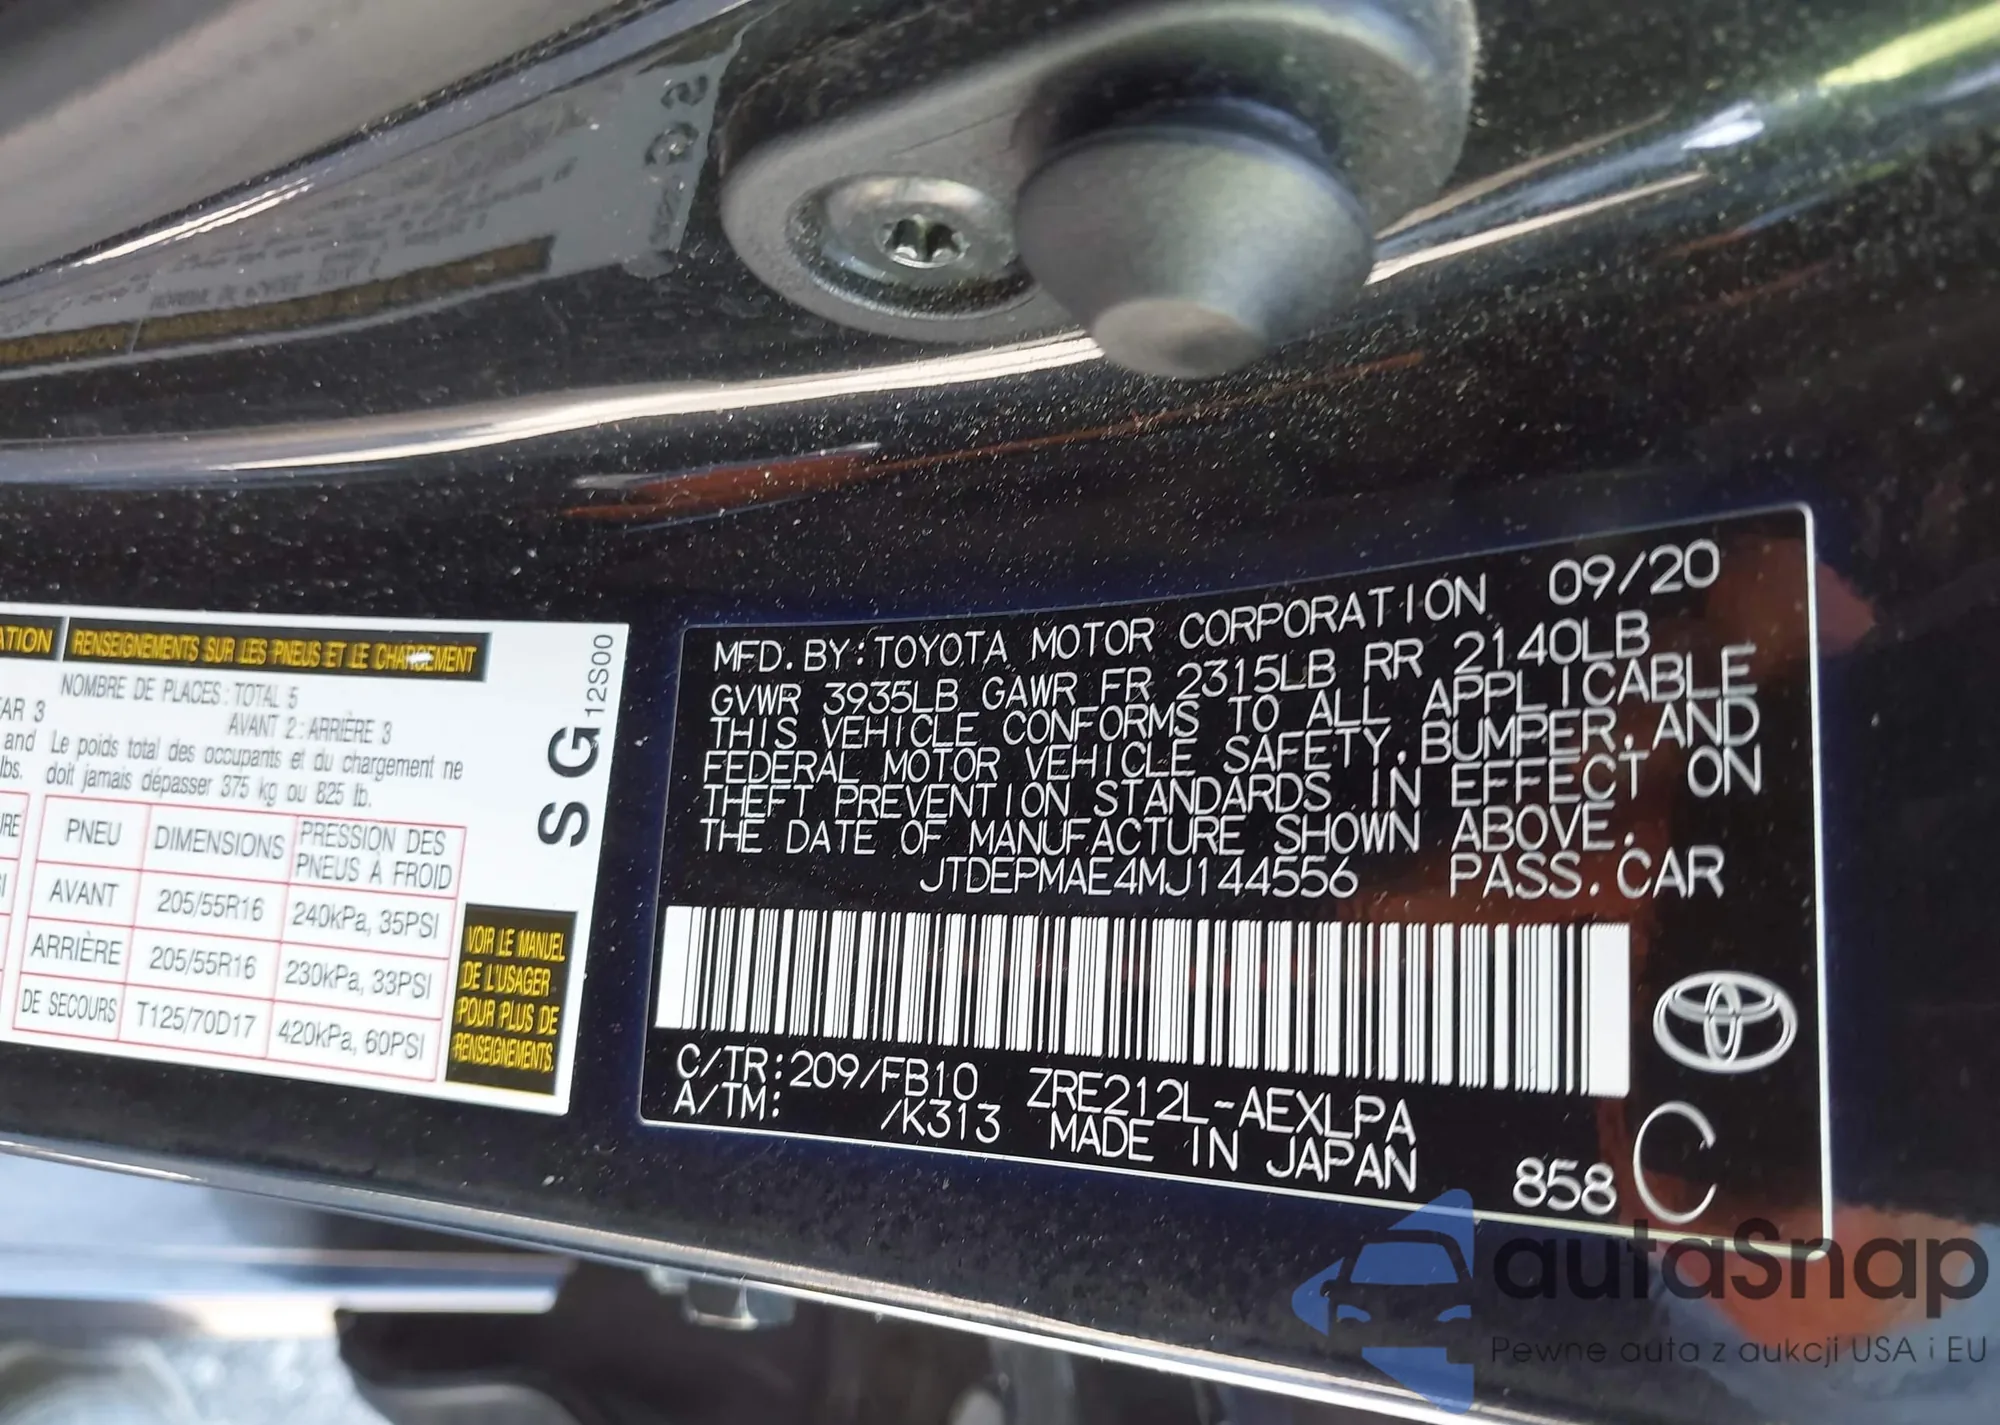 ATION
RENSEIGNEMENTS SUR LES PNEUS ET LE CHARGEMENT
NOMBRE DE PLACES : TOTAL 5
AVANT 2 : ARRIÈRE 3
AR 3
and
lbs.
Le poids total des occupants et du chargement ne
doit jamais dépasser 375 kg ou 825 lb.
PNEU DIMENSIONS PRESSION DES PNEUS À FROID
AVANT 205/55R16 240kPa, 35PSI
ARRIÈRE 205/55R16 230kPa, 33PSI
DE SECOURS T125/70D17 420kPa, 60PSI
VOIR LE MANUEL
DE L'USAGER
POUR PLUS DE
RENSEIGNEMENTS.
S G 12S00
09/20
MFD. BY:TOYOTA MOTOR CORPORATION
GVWR 3935LB GAWR FR 2315LB RR 2140LB
THIS VEHICLE CONFORMS TO ALL APPLICABLE
FEDERAL MOTOR VEHICLE SAFETY, BUMPER, AND
THEFT PREVENTION STANDARDS IN EFFECT ON
THE DATE OF MANUFACTURE SHOWN ABOVE.
JTDEPMAE4MJ144556 PASS. CAR
C/TR:209/FB10 ZRE212L-AEXLPA
A/TM: /K313 MADE IN JAPAN
858 C
autaSnap
Pewne auta z aukcji USA i EU